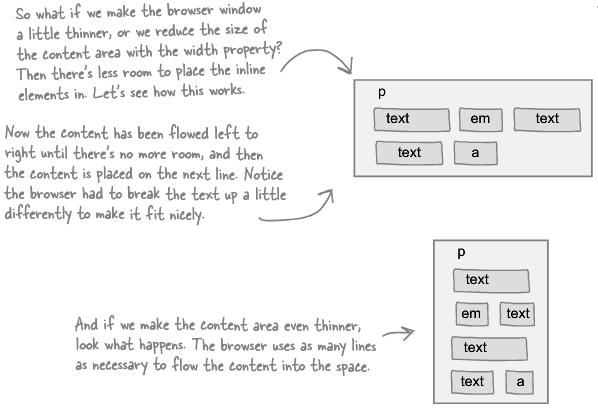 So what if we make the browser window
a little thinner, or we reduce the size of
the content area with the width property?
Then there's less room to place the inline
elements in. Let's see how this works.
p
text em text
text a
Now the content has been flowed left to
right until there's no more room, and then
the content is placed on the next line. Notice
the browser had to break the text up a little
differently to make it fit nicely.
p
text
em text
text
text a
And if we make the content area even thinner,
look what happens. The browser uses as many lines
as necessary to flow the content into the space.